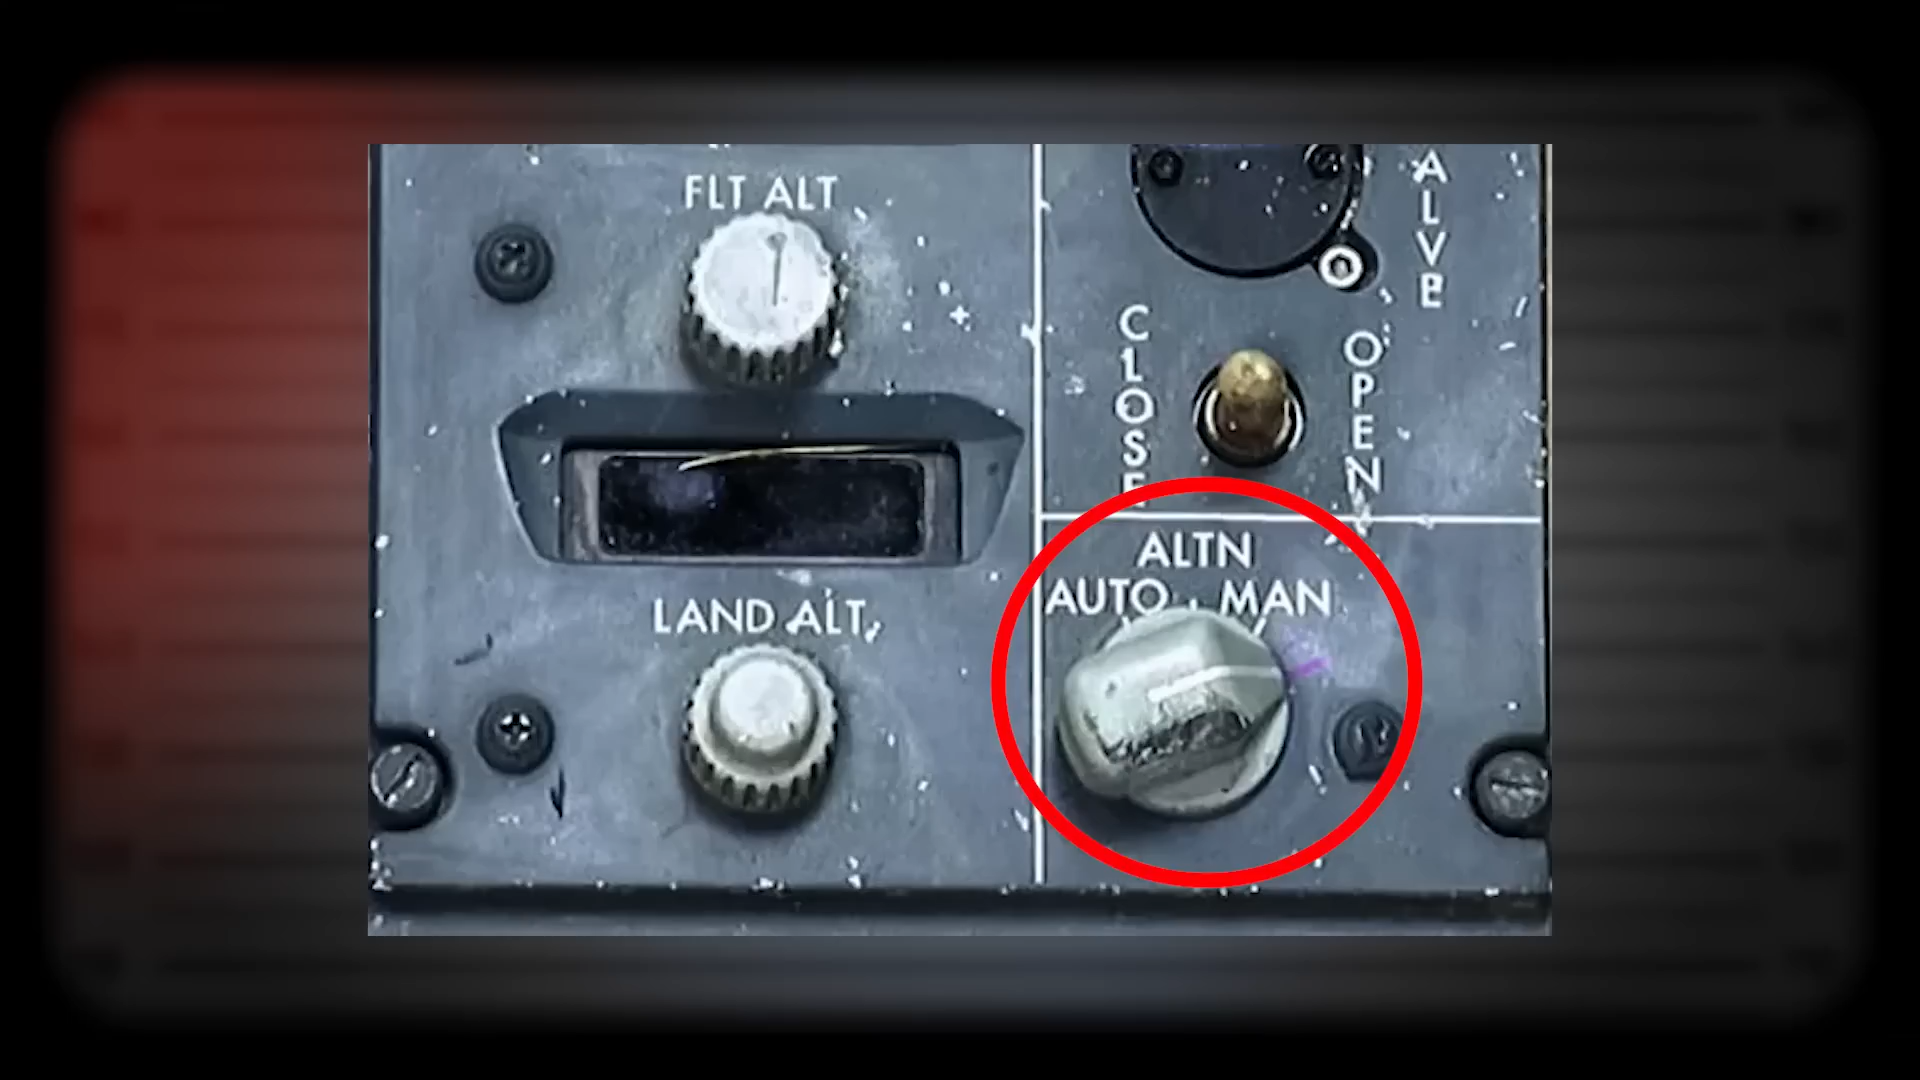 FLT ALT
LAND ALT
ALVE
CLOSE
OPEN
ALTN
AUTO MAN